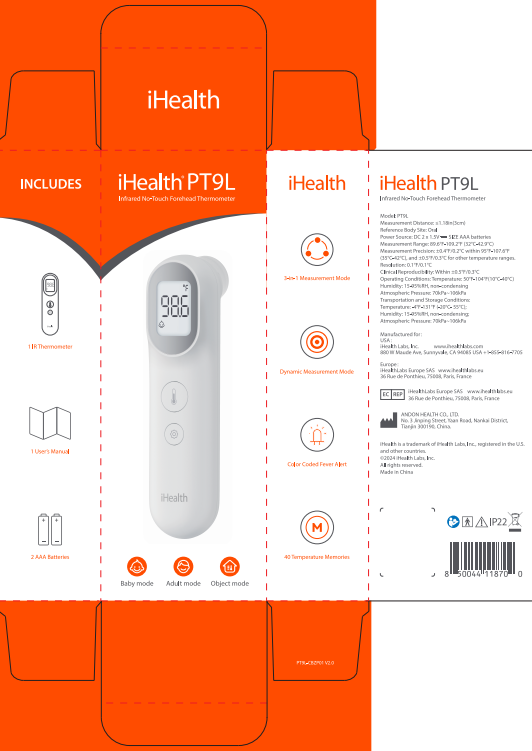 iHealth
INCLUDES
1 IR Thermometer
1 User's Manual
2 AAA Batteries
iHealth® PT9L
Infrared No-Touch Forehead Thermometer
°F
98.6
iHealth
Baby mode
Adult mode
Object mode
iHealth
3-in-1 Measurement Mode
Dynamic Measurement Mode
Color Coded Fever Alert
M
40 Temperature Memories
iHealth PT9L
Infrared No-Touch Forehead Thermometer
Model: PT9L
Measurement Distance: ≤1.18in(3cm)
Reference Body Site: Oral
Power Source: DC 2 x 1.5V SIZE AAA batteries
Measurement Range: 89.6°F-109.2°F (32°C-42.9°C)
Measurement Precision: ±0.4°F/0.2°C within 95°F-107.6°F
(35°C-42°C), and ±0.5°F/0.3°C for other temperature ranges.
Resolution: 0.1°F/0.1°C
Clinical Reproducibility: Within ±0.5°F/0.3°C
Operating Conditions: Temperature: 50°F-104°F(10°C-40°C)
Humidity: 15-95%RH, non-condensing
Atmospheric Pressure: 70kPa-106kPa
Transportation and Storage Conditions:
Temperature: -4°F-131°F (-20°C- 55°C);
Humidity: 15-95%RH, non-condensing;
Atmospheric Pressure: 70kPa-106kPa
Manufactured for:
USA :
iHealth Labs, Inc. www.ihealthlabs.com
880 W Maude Ave, Sunnyvale, CA 94085 USA +1-855-816-7705
Europe :
iHealthLabs Europe SAS www.ihealthlabs.eu
36 Rue de Ponthieu, 75008, Paris, France
EC REP
iHealthLabs Europe SAS www.ihealthlabs.eu
36 Rue de Ponthieu, 75008, Paris, France
ANDON HEALTH CO., LTD.
No. 3 Jinping Street, Yaan Road, Nankai District,
Tianjin 300190, China.
iHealth is a trademark of iHealth Labs, Inc., registered in the U.S.
and other countries.
©2024 iHealth Labs, Inc.
All rights reserved.
Made in China
IP22
8 50044 11870 0